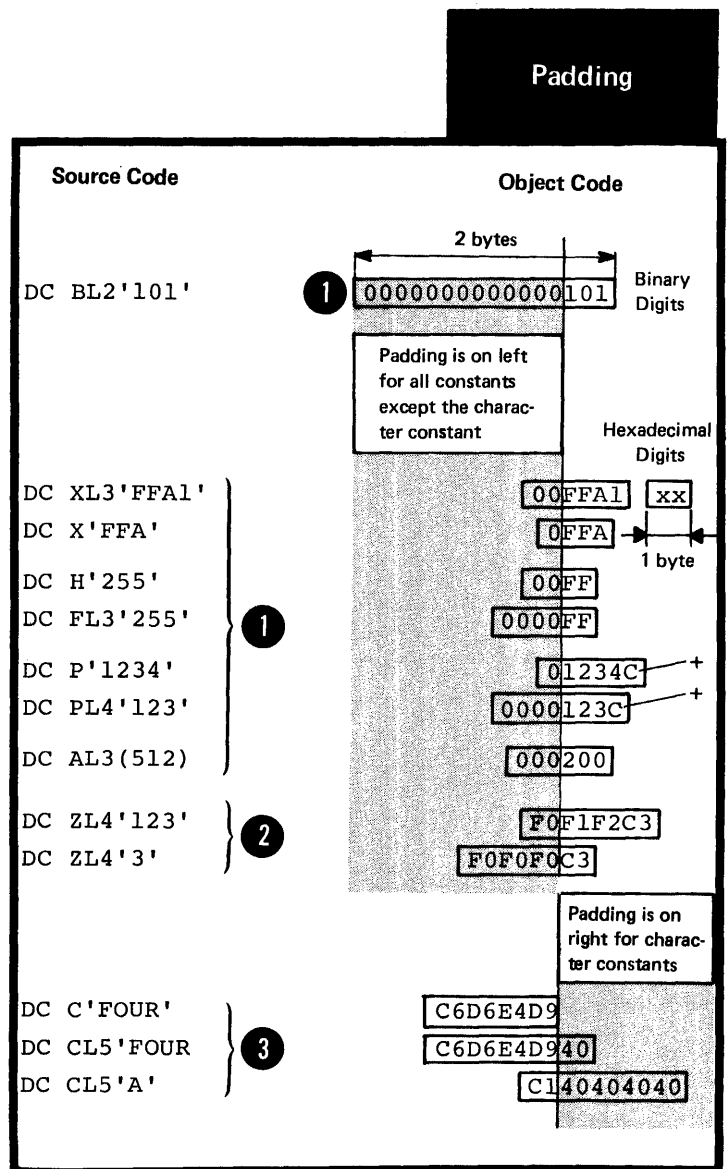 Padding
Source Code
Object Code
2 bytes
DC BL2'101'
1
0000000000000101
Binary
Digits
Padding is on left
for all constants
except the charac-
ter constant
Hexadecimal
Digits
DC XL3'FFA1'
00FFA1
xx
DC X'FFA'
0FFA
1 byte
DC H'255'
00FF
DC FL3'255'
0000FF
1
DC P'1234'
01234C
+
DC PL4'123'
0000123C
+
DC AL3(512)
000200
DC ZL4'123'
F0F1F2C3
2
DC ZL4'3'
F0F0F0C3
Padding is on
right for charac-
ter constants
DC C'FOUR'
C6D6E4D9
DC CL5'FOUR
3
C6D6E4D940
DC CL5'A'
C140404040